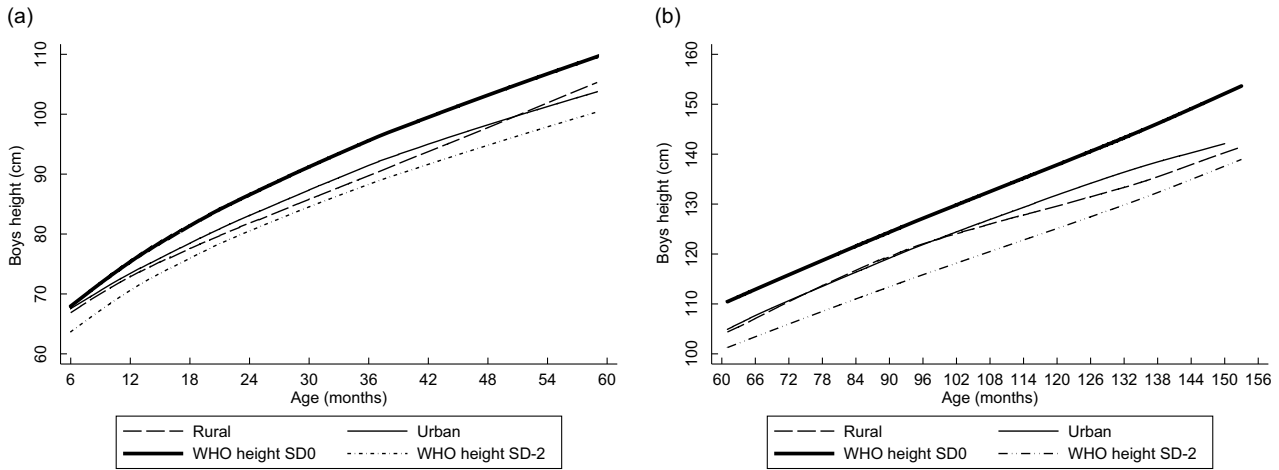 (a)
Boys height (cm)
110
100
90
80
70
60
6 12 18 24 30 36 42 48 54 60
Age (months)
Rural Urban
WHO height SD0 WHO height SD-2
(b)
Boys height (cm)
160
150
140
130
120
110
100
60 66 72 78 84 90 96 102 108 114 120 126 132 138 144 150 156
Age (months)
Rural Urban
WHO height SD0 WHO height SD-2